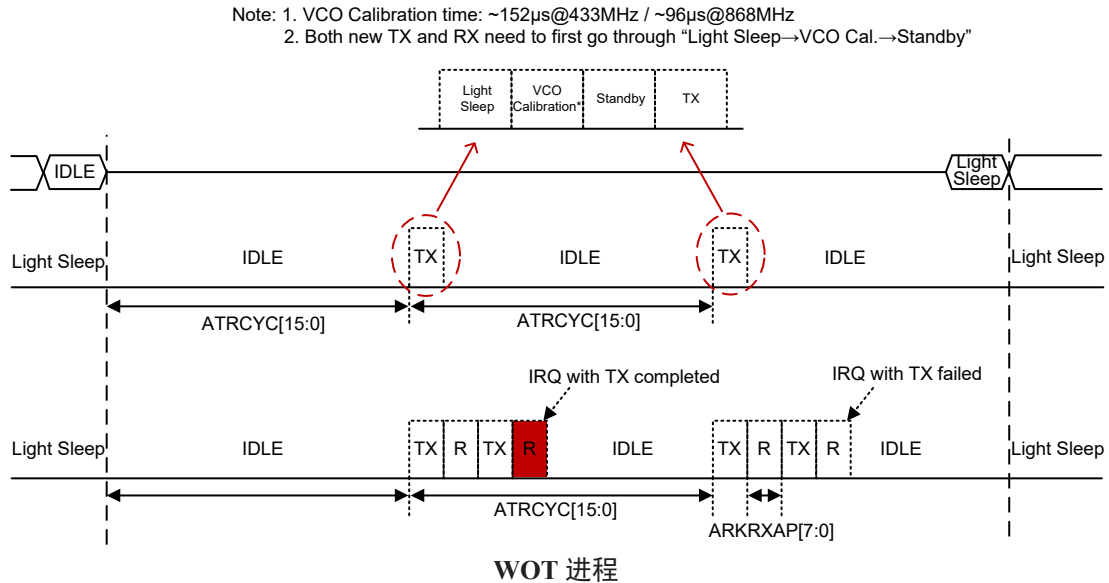 Note: 1. VCO Calibration time: ~152μs@433MHz / ~96μs@868MHz
2. Both new TX and RX need to first go through “Light Sleep→VCO Cal.→Standby”
Light Sleep
VCO Calibration*
Standby
TX
IDLE
Light Sleep
Light Sleep
IDLE
TX
IDLE
TX
IDLE
Light Sleep
ATRCYC[15:0]
ATRCYC[15:0]
IRQ with TX completed
IRQ with TX failed
Light Sleep
IDLE
TX
R
TX
R
IDLE
TX
R
TX
R
IDLE
Light Sleep
ATRCYC[15:0]
ARKRXAP[7:0]
WOT 进程